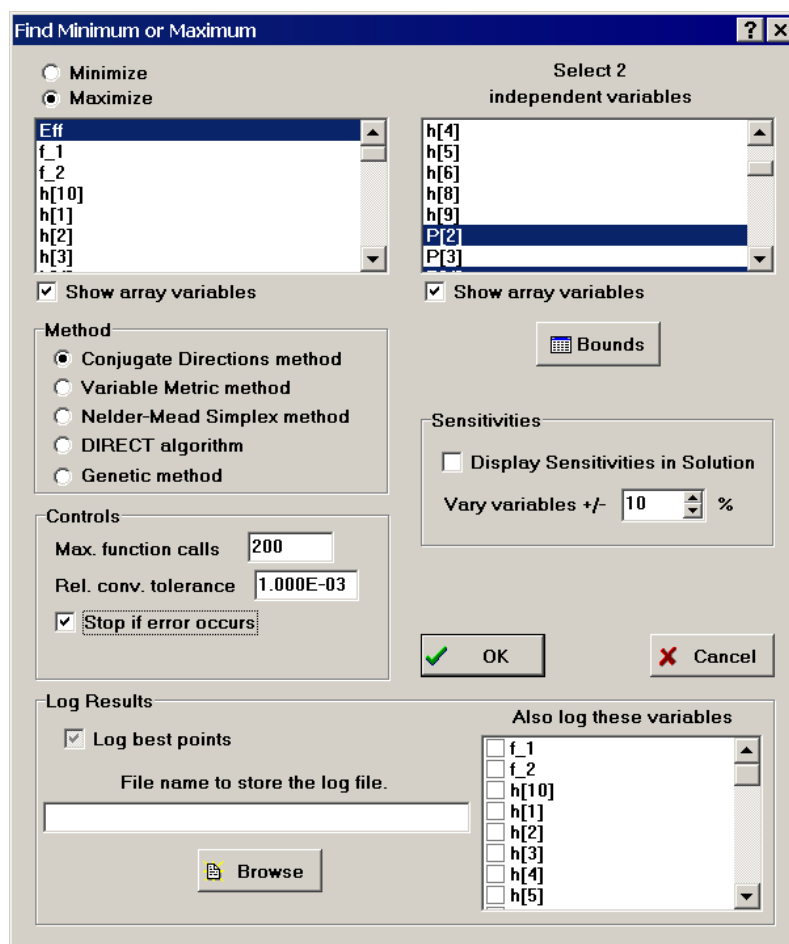 Find Minimum or Maximum
Minimize
Maximize
Eff
f_1
f_2
h[10]
h[1]
h[2]
h[3]
Show array variables
Select 2
independent variables
h[4]
h[5]
h[6]
h[8]
h[9]
P[2]
P[3]
Show array variables
Bounds
Method
Conjugate Directions method
Variable Metric method
Nelder-Mead Simplex method
DIRECT algorithm
Genetic method
Sensitivities
Display Sensitivities in Solution
Vary variables +/- 10 %
Controls
Max. function calls 200
Rel. conv. tolerance 1.000E-03
Stop if error occurs
OK
Cancel
Log Results
Log best points
File name to store the log file.
Browse
Also log these variables
f_1
f_2
h[10]
h[1]
h[2]
h[3]
h[4]
h[5]